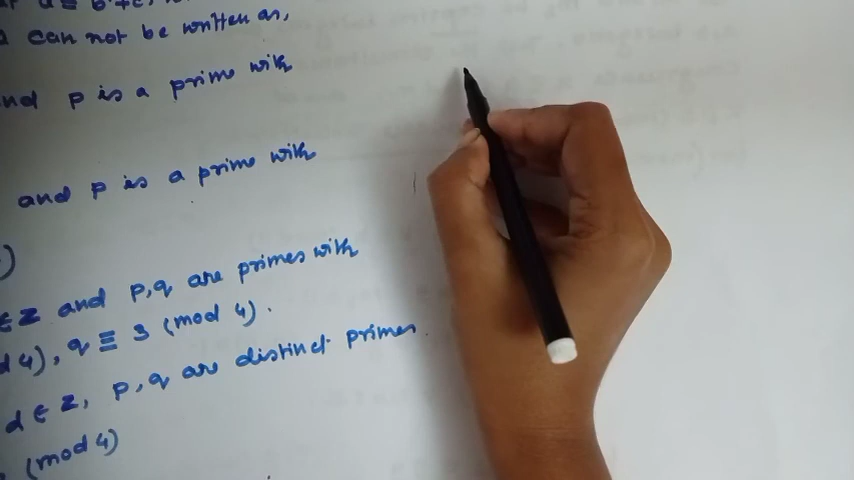 can not be written as,
nd p is a prime with
and p is a prime with
)
∈ Z and p,q are primes with
d 4), q ≡ 3 (mod 4).
d ∈ Z, p,q are distinct primes
(mod 4)